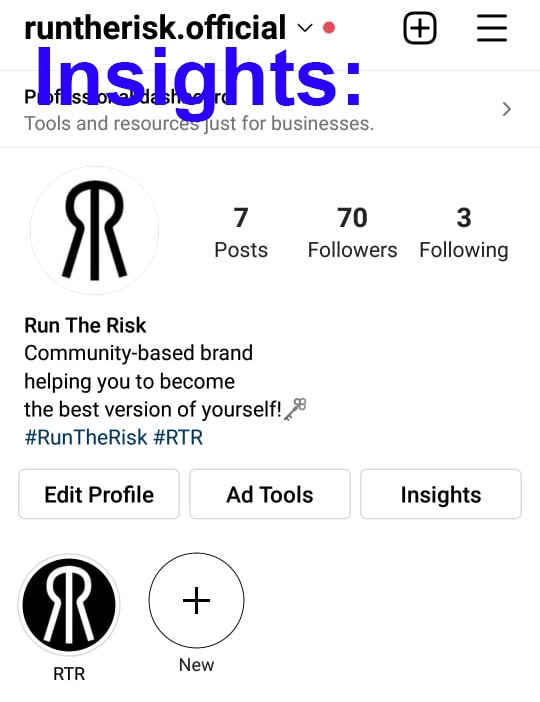 runtherisk.official
Insights:
Professional dashboard
Tools and resources just for businesses.
7 70 3
Posts Followers Following
Run The Risk
Community-based brand
helping you to become
the best version of yourself!🗝
#RunTheRisk #RTR
Edit Profile Ad Tools Insights
RTR New